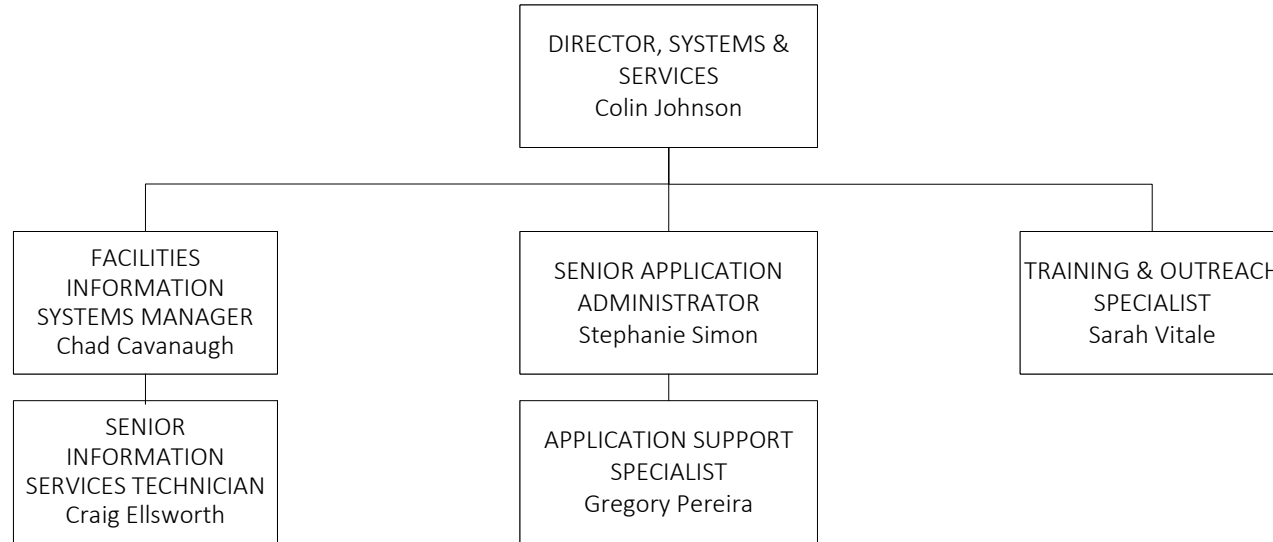 DIRECTOR, SYSTEMS &
SERVICES
Colin Johnson
FACILITIES
INFORMATION
SYSTEMS MANAGER
Chad Cavanaugh
SENIOR APPLICATION
ADMINISTRATOR
Stephanie Simon
TRAINING & OUTREACH
SPECIALIST
Sarah Vitale
SENIOR
INFORMATION
SERVICES TECHNICIAN
Craig Ellsworth
APPLICATION SUPPORT
SPECIALIST
Gregory Pereira